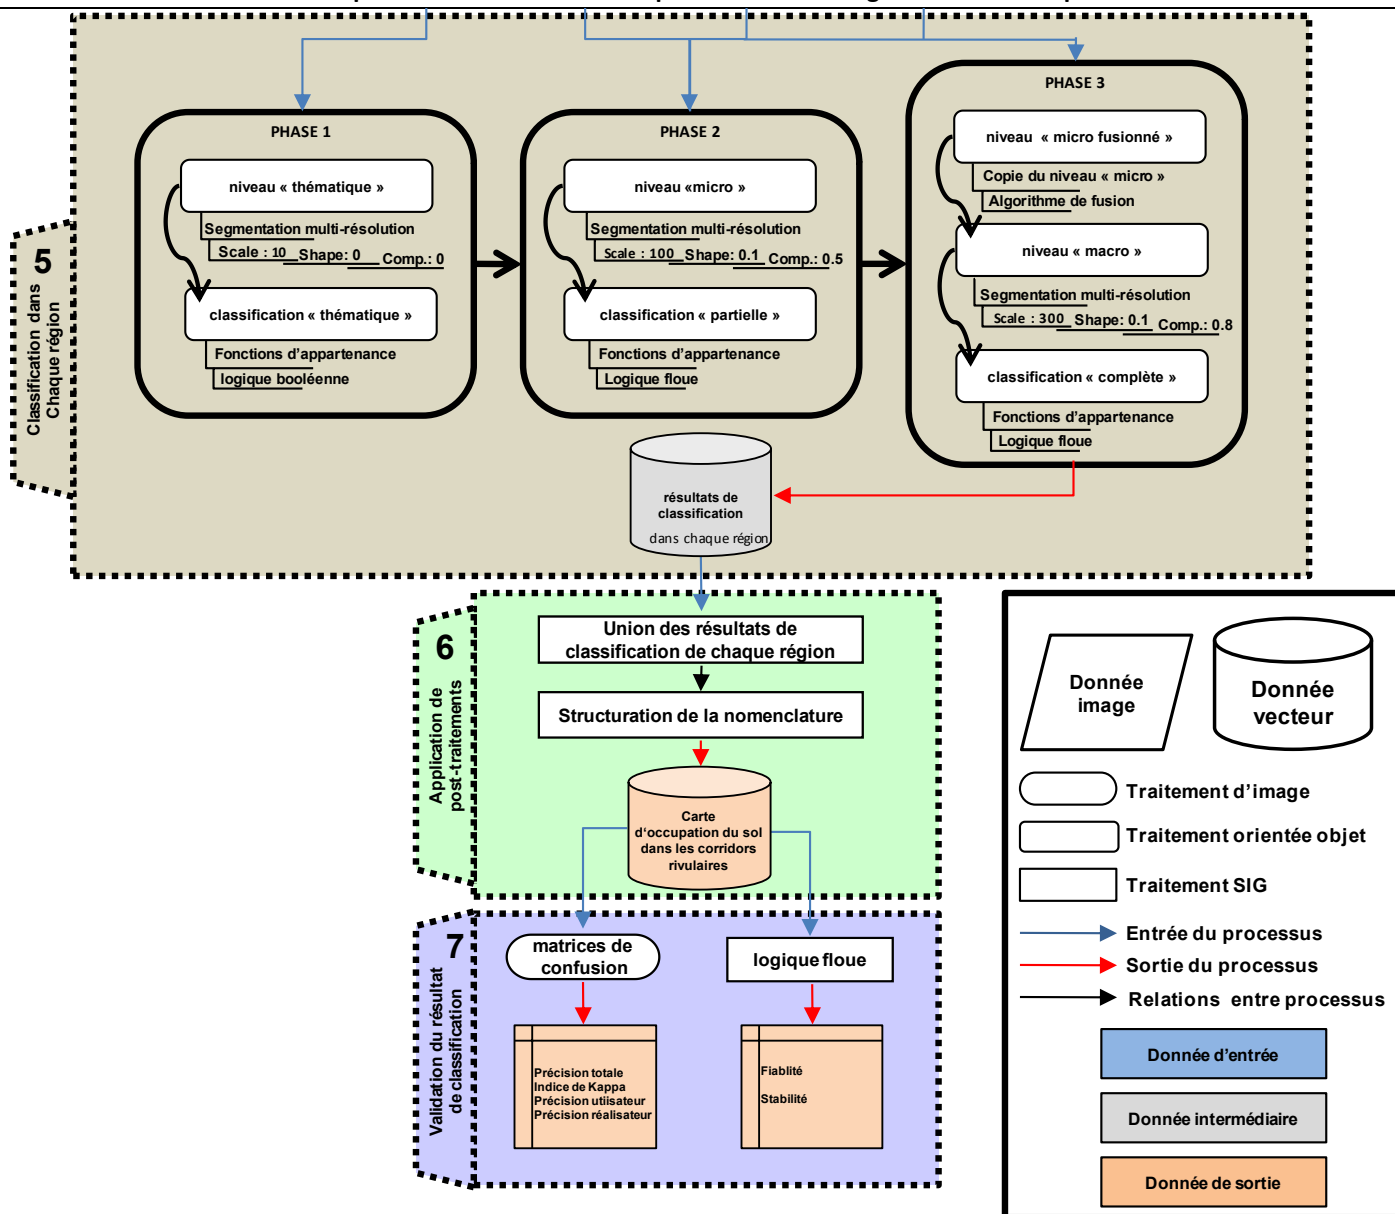 5
Classification dans
Chaque région
PHASE 1
niveau « thématique »
Segmentation multi-résolution
Scale : 10 Shape: 0 Comp.: 0
classification « thématique »
Fonctions d'appartenance
logique booléenne
PHASE 2
niveau «micro »
Segmentation multi-résolution
Scale : 100 Shape: 0.1 Comp.: 0.5
classification « partielle »
Fonctions d'appartenance
Logique floue
PHASE 3
niveau « micro fusionné »
Copie du niveau « micro »
Algorithme de fusion
niveau « macro »
Segmentation multi-résolution
Scale : 300 Shape: 0.1 Comp.: 0.8
classification « complète »
Fonctions d'appartenance
Logique floue
résultats de
classification
dans chaque région
6
Application de
post-traitements
Union des résultats de
classification de chaque région
Structuration de la nomenclature
Carte
d'occupation du sol
dans les corridors
rivulaires
7
Validation du résultat
de classification
matrices de
confusion
logique floue
Précision totale
Indice de Kappa
Précision utiisateur
Précision réalisateur
Fiablité
Stabilité
Donnée
image
Donnée
vecteur
Traitement d'image
Traitement orientée objet
Traitement SIG
Entrée du processus
Sortie du processus
Relations entre processus
Donnée d'entrée
Donnée intermédiaire
Donnée de sortie